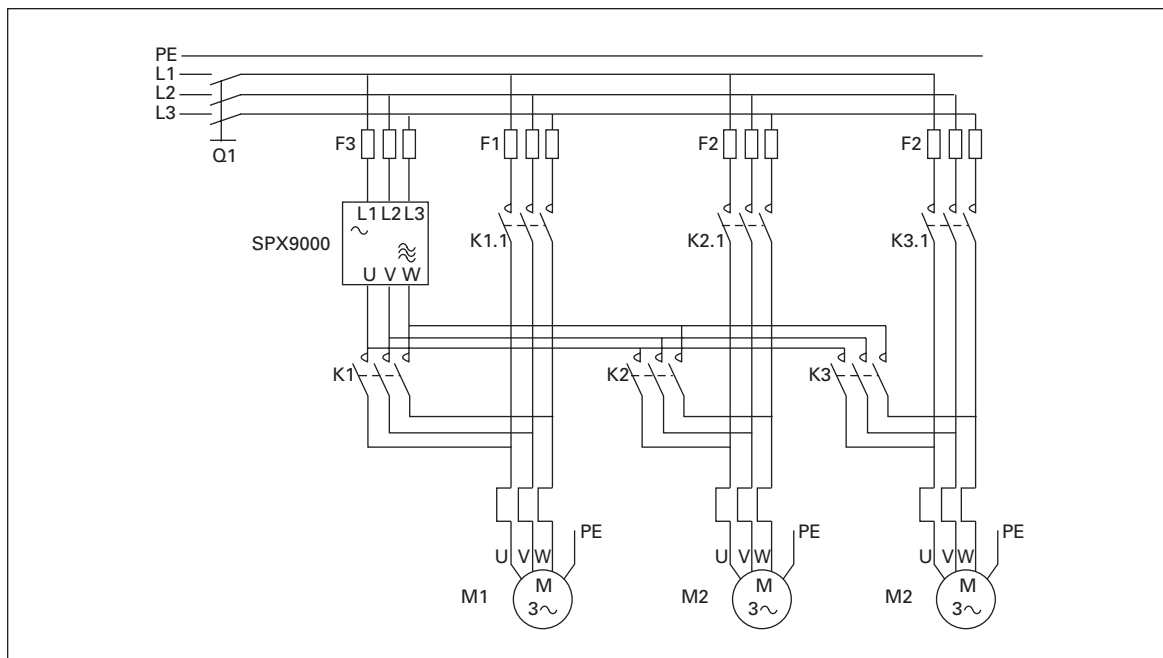 PE
L1
L2
L3
Q1
F3 F1 F2 F2
L1 L2 L3
SPX9000
U V W
K1.1 K2.1 K3.1
K1 K2 K3
PE PE PE
U V W U V W U V W
M1 M2 M2
M M M
3 3 3